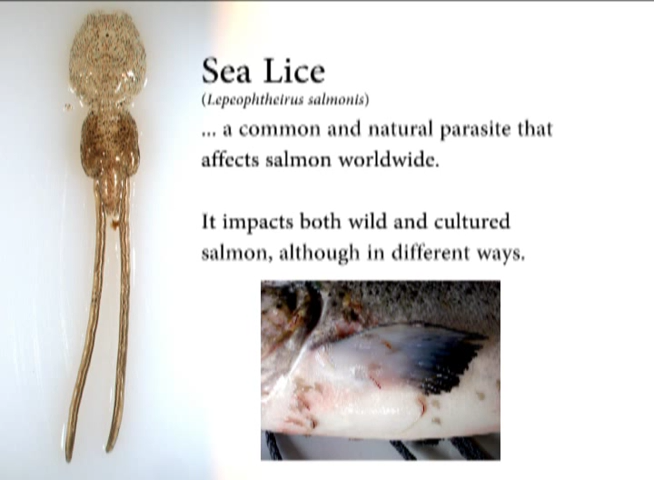 Sea Lice
(Lepeophtheirus salmonis)
... a common and natural parasite that
affects salmon worldwide.
It impacts both wild and cultured
salmon, although in different ways.